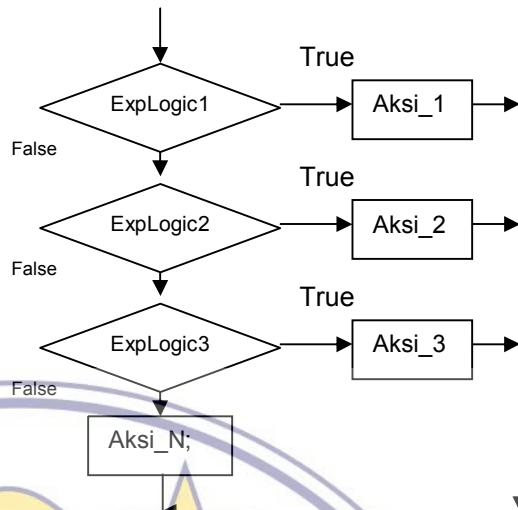 True
ExpLogic1
Aksi_1
False
True
ExpLogic2
Aksi_2
False
True
ExpLogic3
Aksi_3
False
Aksi_N;